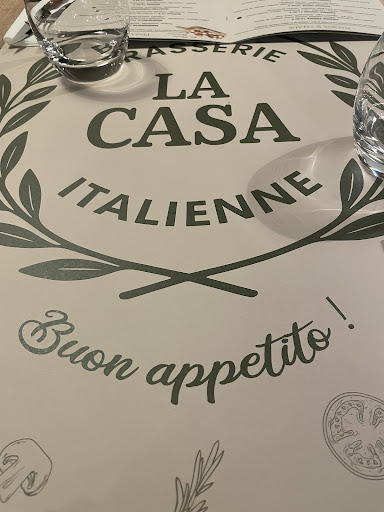 BRASSERIE
LA
CASA
ITALIENNE
Buon appetito !